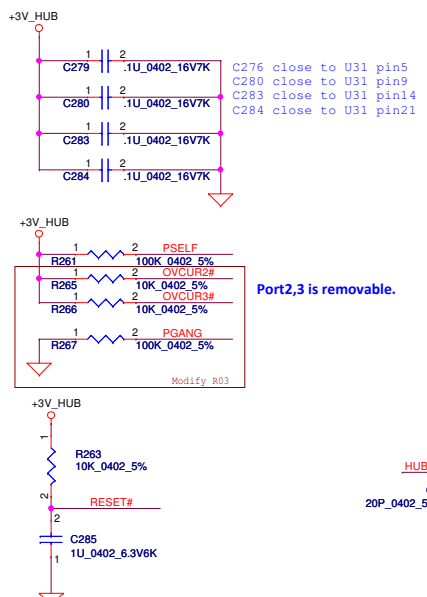 +3V_HUB
1 2
C279 .1U_0402_16V7K
C276 close to U31 pin5
1 2
C280 .1U_0402_16V7K
C280 close to U31 pin9
C283 close to U31 pin14
C284 close to U31 pin21
1 2
C283 .1U_0402_16V7K
1 2
C284 .1U_0402_16V7K
+3V_HUB
1 2 PSELF
R261 100K_0402_5%
1 2 OVCUR2#
R265 10K_0402_5%
1 2 OVCUR3#
R266 10K_0402_5%
Port2,3 is removable.
1 2 PGANG
R267 100K_0402_5%
Modify R03
+3V_HUB
1
R263
10K_0402_5%
2
RESET#
2
C285
1U_0402_6.3V6K
1
HUB
20P_0402_5